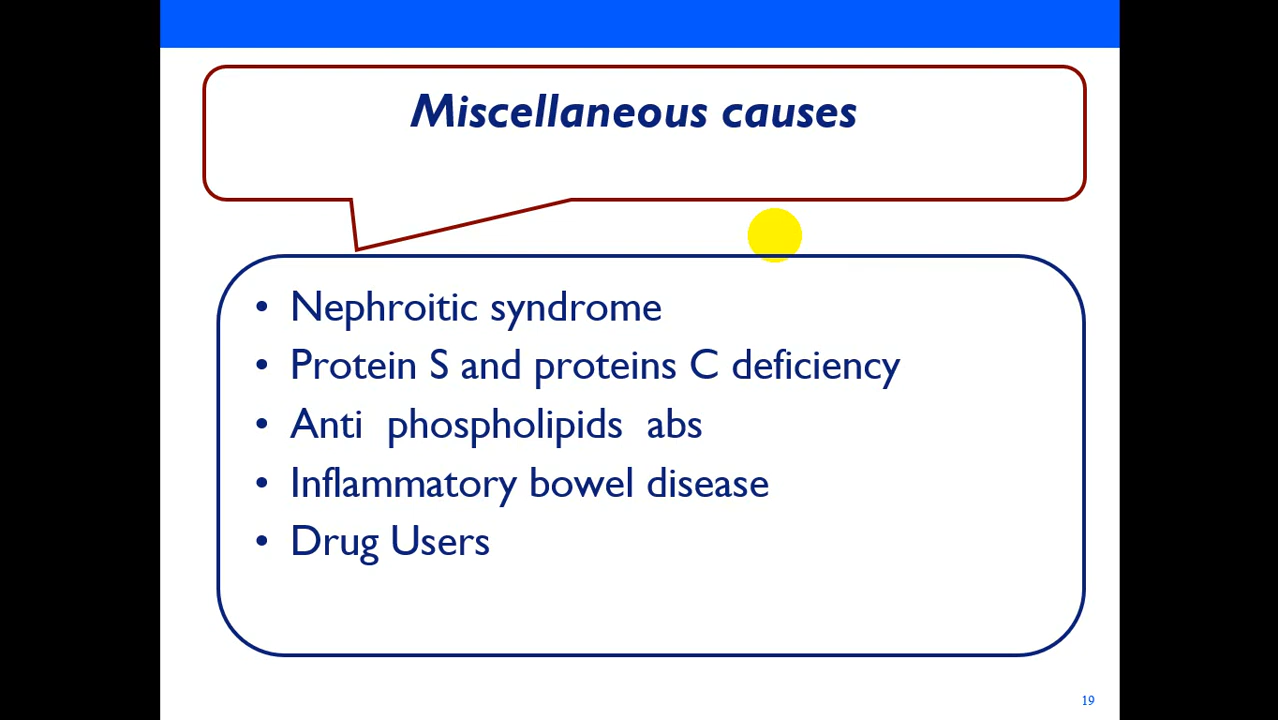 Miscellaneous causes
• Nephroitic syndrome
• Protein S and proteins C deficiency
• Anti phospholipids abs
• Inflammatory bowel disease
• Drug Users
19